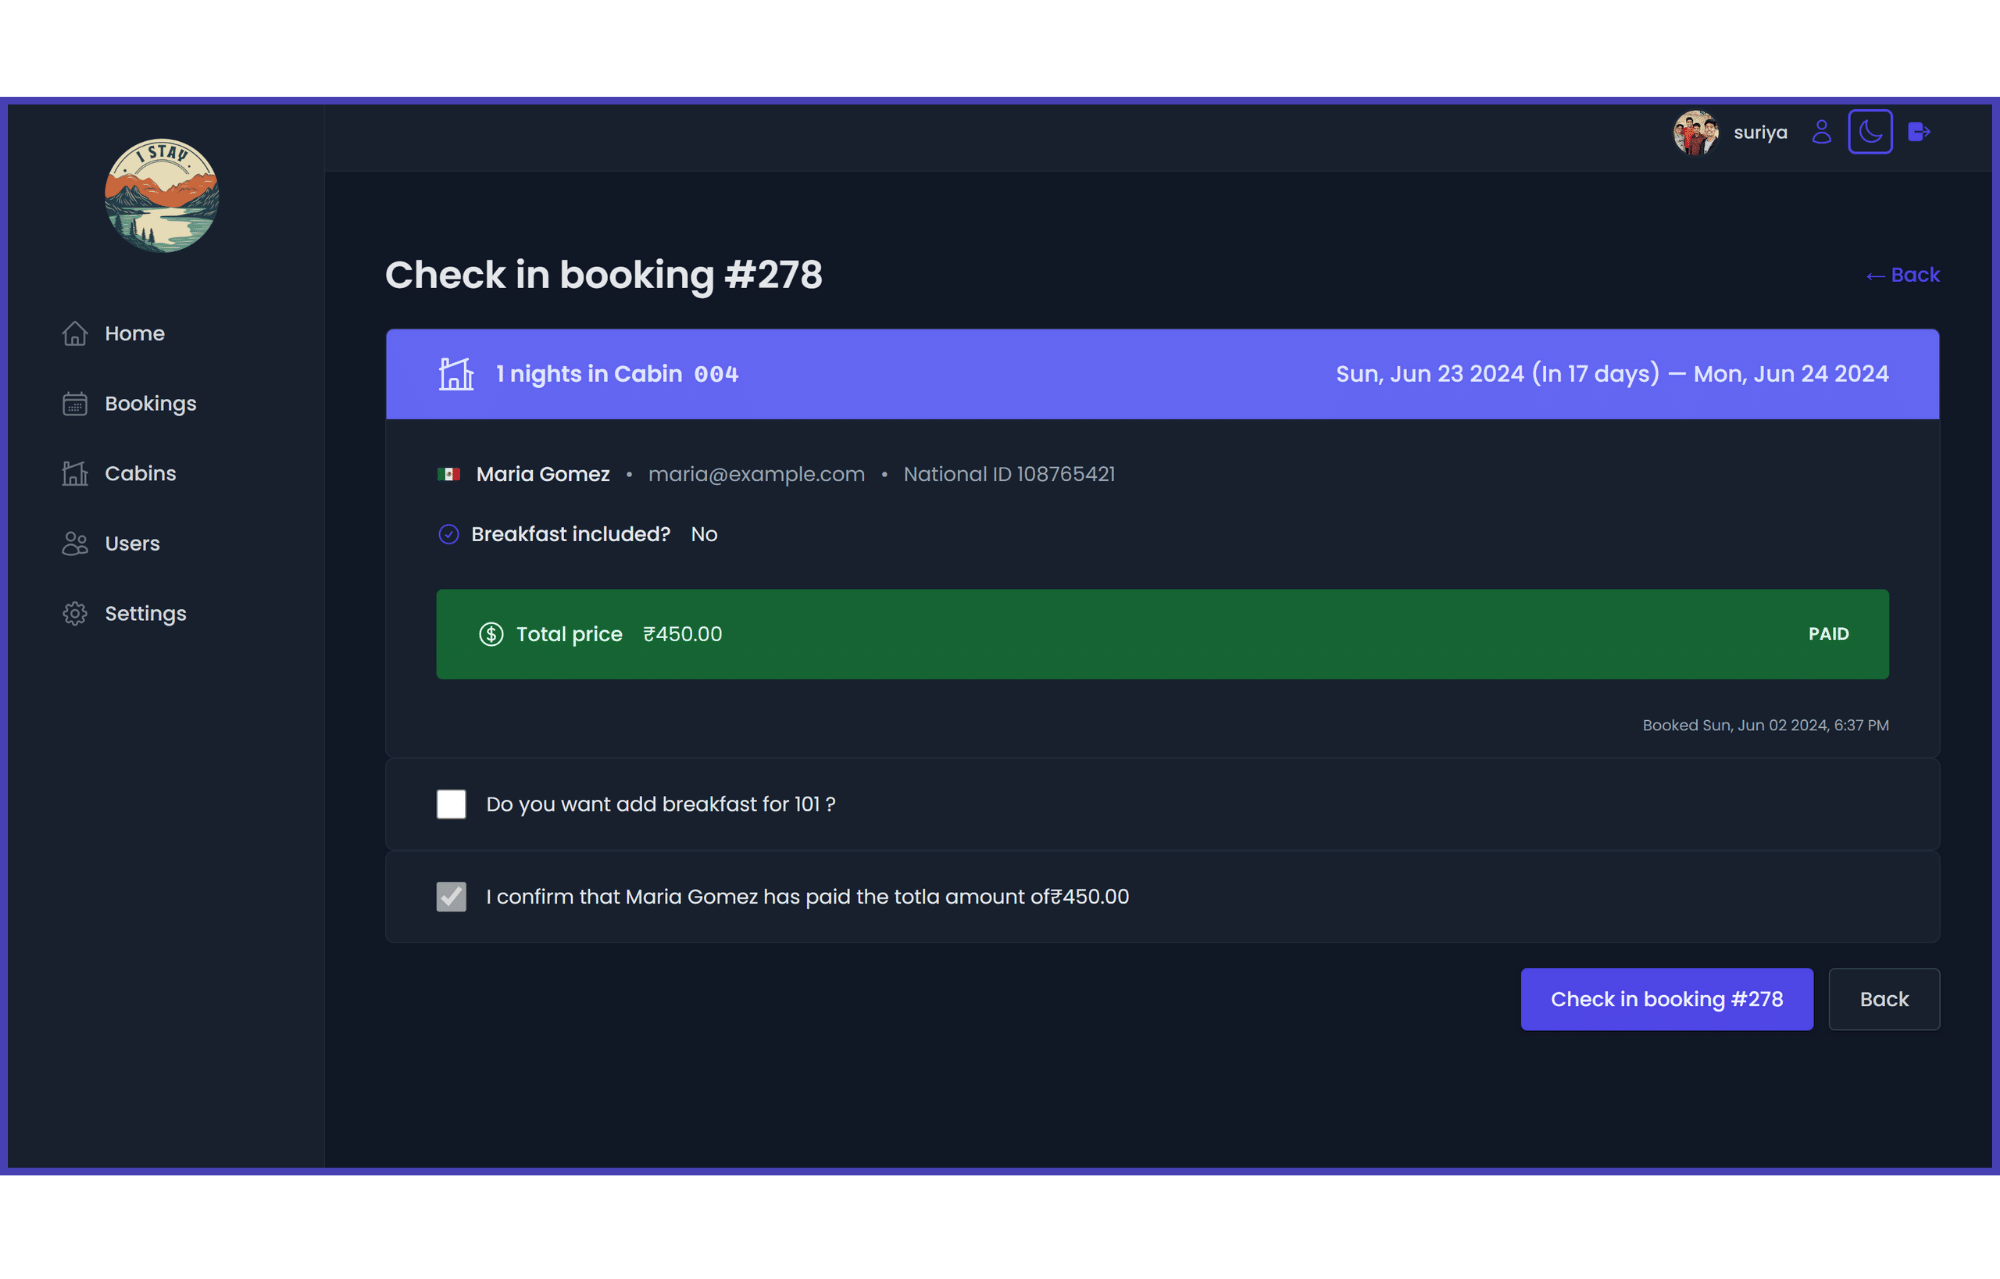 I STAY
suriya
Home
Bookings
Cabins
Users
Settings
Check in booking #278
← Back
1 nights in Cabin 004
Sun, Jun 23 2024 (In 17 days) — Mon, Jun 24 2024
Maria Gomez • maria@example.com • National ID 108765421
Breakfast included? No
Total price ₹450.00
PAID
Booked Sun, Jun 02 2024, 6:37 PM
Do you want add breakfast for 101 ?
I confirm that Maria Gomez has paid the totla amount of₹450.00
Check in booking #278
Back